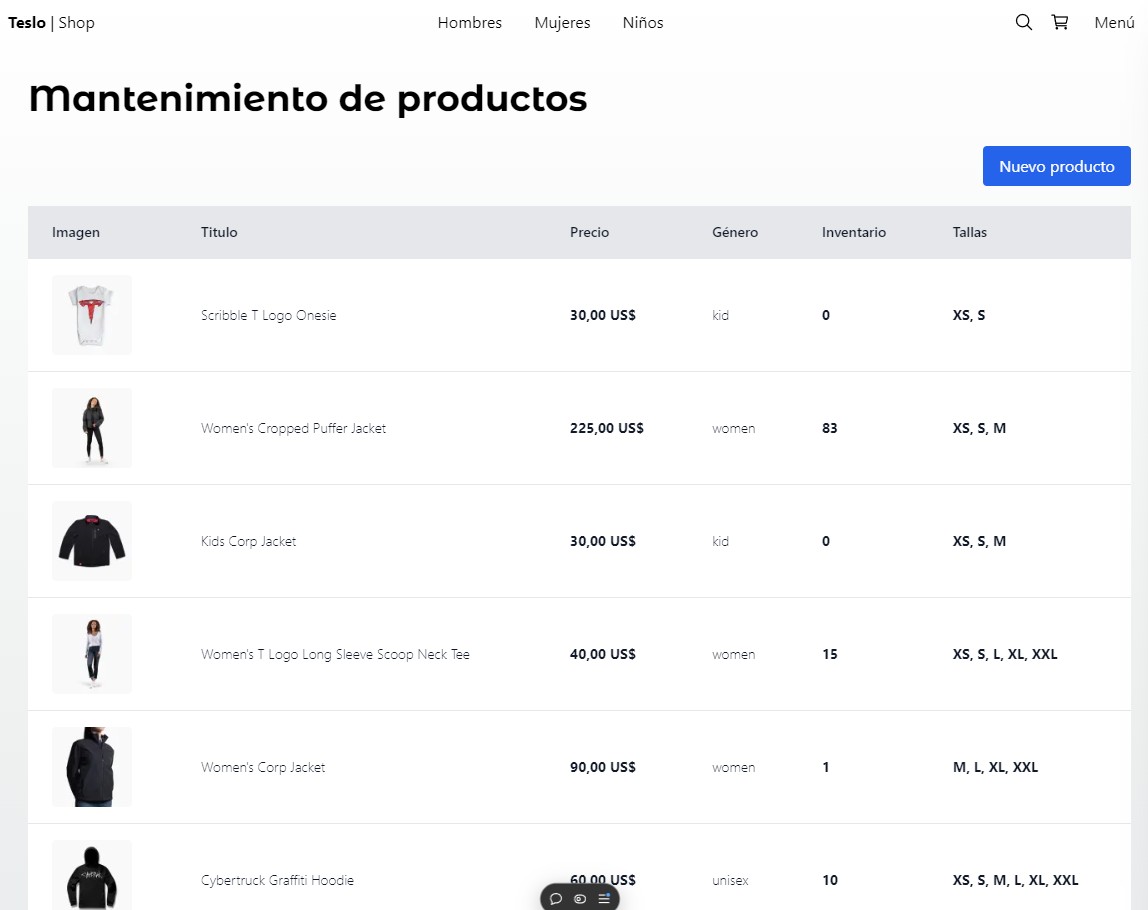 Teslo | Shop Hombres Mujeres Niños Menú
Mantenimiento de productos
Nuevo producto
Imagen Titulo Precio Género Inventario Tallas
Scribble T Logo Onesie 30,00 US$ kid 0 XS, S
Women's Cropped Puffer Jacket 225,00 US$ women 83 XS, S, M
Kids Corp Jacket 30,00 US$ kid 0 XS, S, M
Women's T Logo Long Sleeve Scoop Neck Tee 40,00 US$ women 15 XS, S, L, XL, XXL
Women's Corp Jacket 90,00 US$ women 1 M, L, XL, XXL
Cybertruck Graffiti Hoodie 60,00 US$ unisex 10 XS, S, M, L, XL, XXL